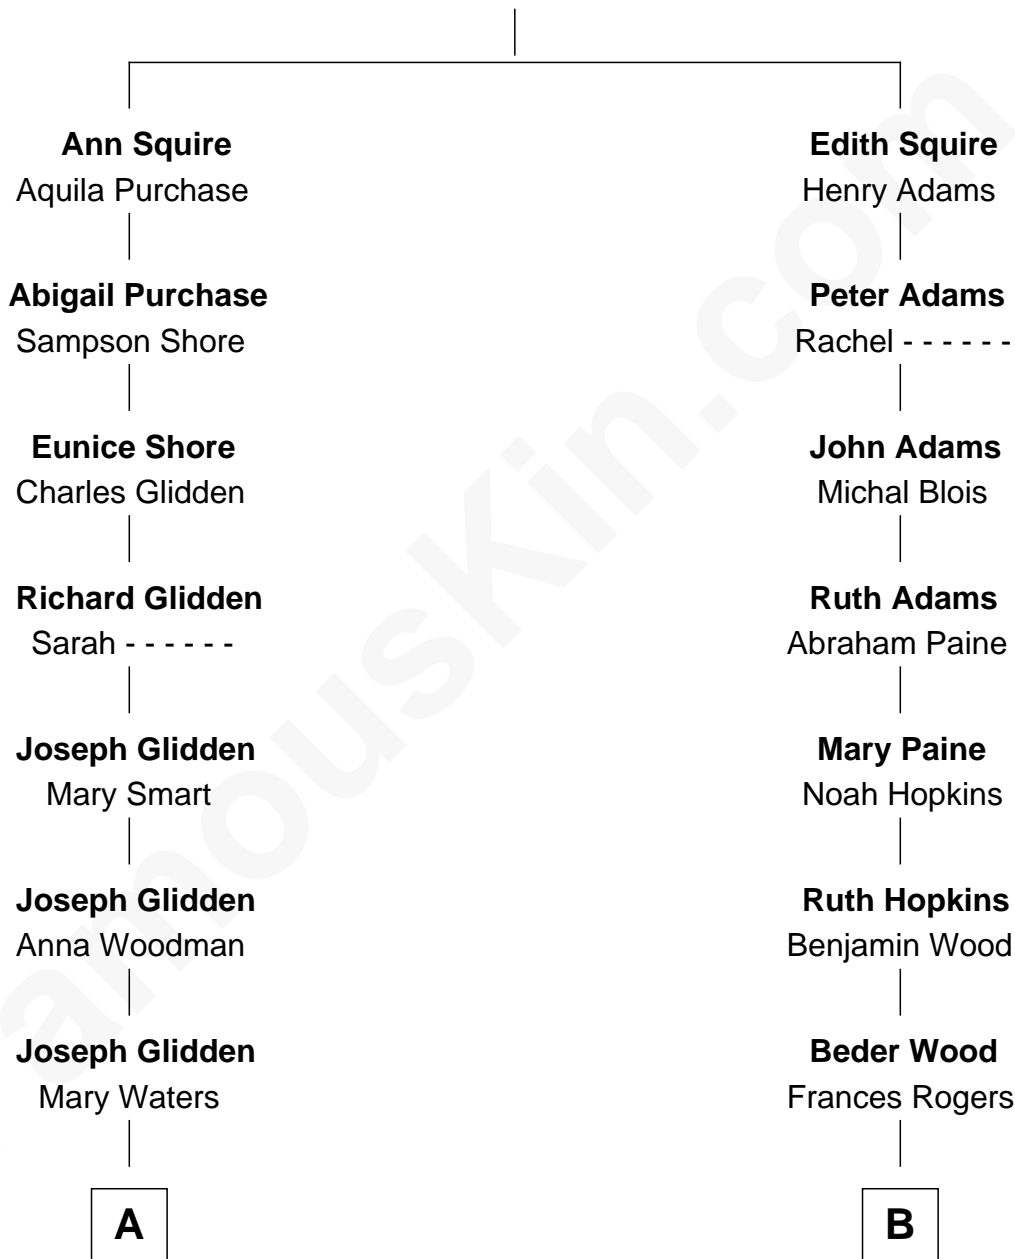 Ann Squire
Aquila Purchase
Abigail Purchase
Sampson Shore
Eunice Shore
Charles Glidden
Richard Glidden
Sarah - - - - - -
Joseph Glidden
Mary Smart
Joseph Glidden
Anna Woodman
Joseph Glidden
Mary Waters
A
Edith Squire
Henry Adams
Peter Adams
Rachel - - - - - -
John Adams
Michal Blois
Ruth Adams
Abraham Paine
Mary Paine
Noah Hopkins
Ruth Hopkins
Benjamin Wood
Beder Wood
Frances Rogers
B
amouskin.com